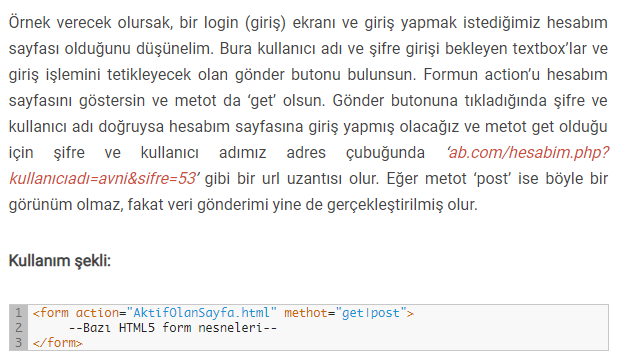 Örnek verecek olursak, bir login (giriş) ekranı ve giriş yapmak istediğimiz hesabım
sayfası olduğunu düşünelim. Bura kullanıcı adı ve şifre girişi bekleyen textbox’lar ve
giriş işlemini tetikleyecek olan gönder butonu bulunsun. Formun action’u hesabım
sayfasını göstersin ve metot da ‘get’ olsun. Gönder butonuna tıkladığında şifre ve
kullanıcı adı doğruysa hesabım sayfasına giriş yapmış olacağız ve metot get olduğu
için şifre ve kullanıcı adımız adres çubuğunda ‘ab.com/hesabim.php?
kullanıcıadı=avni&sifre=53’ gibi bir url uzantısı olur. Eğer metot ‘post’ ise böyle bir
görünüm olmaz, fakat veri gönderimi yine de gerçekleştirilmiş olur.
Kullanım şekli:
1 <form action="AktifOlanSayfa.html" methot="get|post">
2 --Bazı HTML5 form nesneleri--
3 </form>